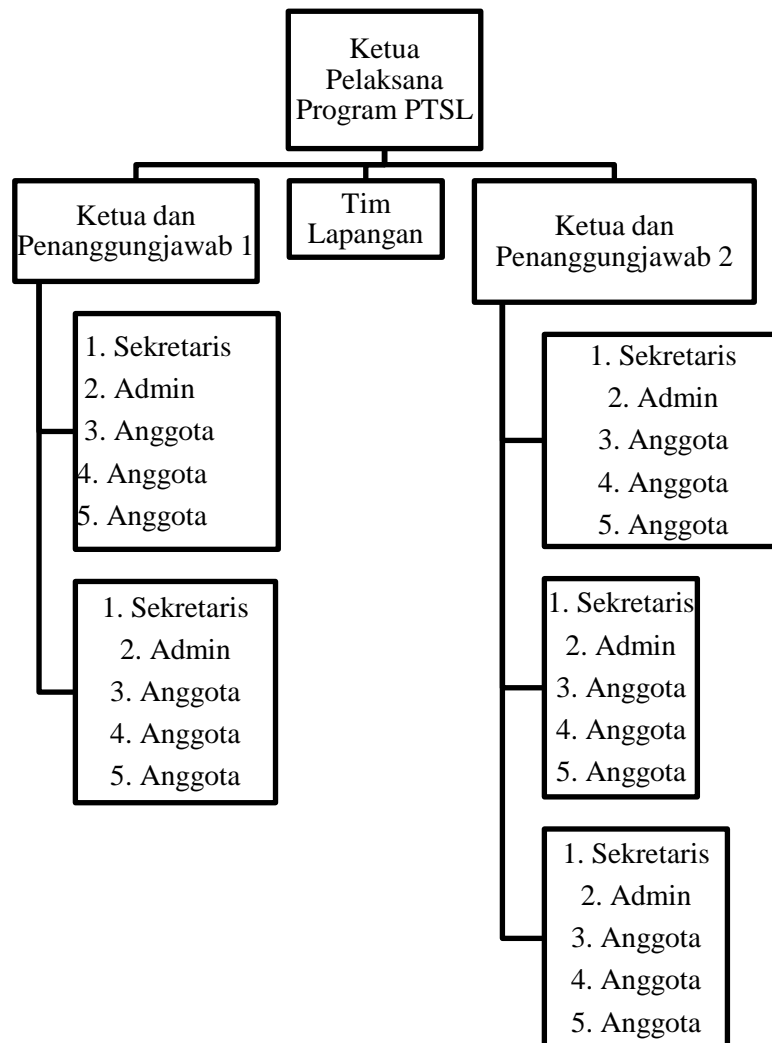 Ketua
Pelaksana
Program PTSL
Ketua dan
Penanggungjawab 1
Tim
Lapangan
Ketua dan
Penanggungjawab 2
1. Sekretaris
2. Admin
3. Anggota
4. Anggota
5. Anggota
1. Sekretaris
2. Admin
3. Anggota
4. Anggota
5. Anggota
1. Sekretaris
2. Admin
3. Anggota
4. Anggota
5. Anggota
1. Sekretaris
2. Admin
3. Anggota
4. Anggota
5. Anggota
1. Sekretaris
2. Admin
3. Anggota
4. Anggota
5. Anggota